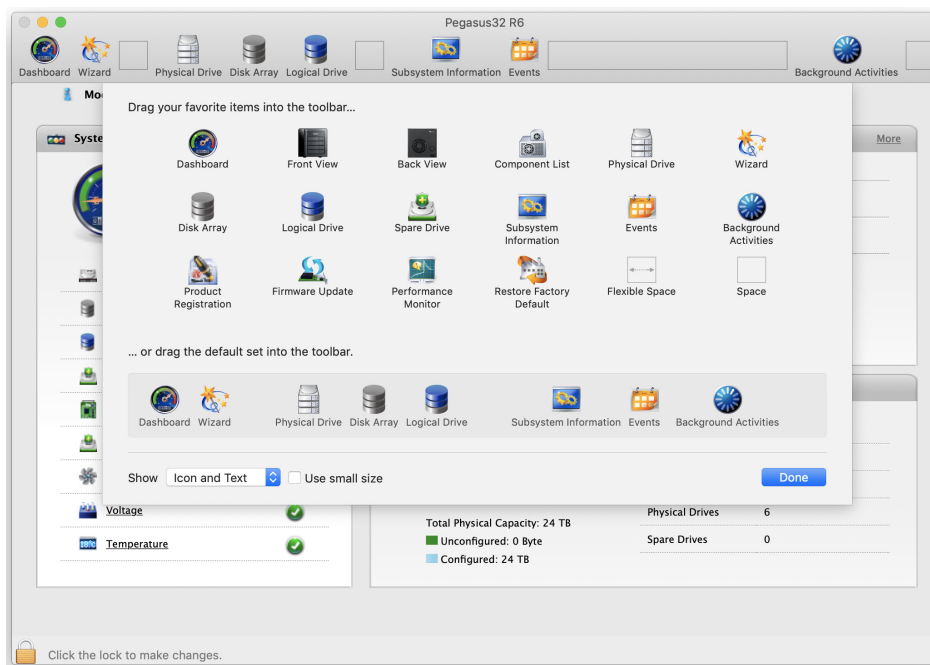 Pegasus32 R6
Dashboard Wizard Physical Drive Disk Array Logical Drive Subsystem Information Events Background Activities
Drag your favorite items into the toolbar...
Syste
More
Dashboard Front View Back View Component List Physical Drive Wizard
Disk Array Logical Drive Spare Drive Subsystem Information Events Background Activities
Product Registration Firmware Update Performance Monitor Restore Factory Default Flexible Space Space
... or drag the default set into the toolbar.
Dashboard Wizard Physical Drive Disk Array Logical Drive Subsystem Information Events Background Activities
Show Icon and Text Use small size Done
Voltage
Temperature
Total Physical Capacity: 24 TB
Unconfigured: 0 Byte
Configured: 24 TB
Physical Drives 6
Spare Drives 0
Click the lock to make changes.